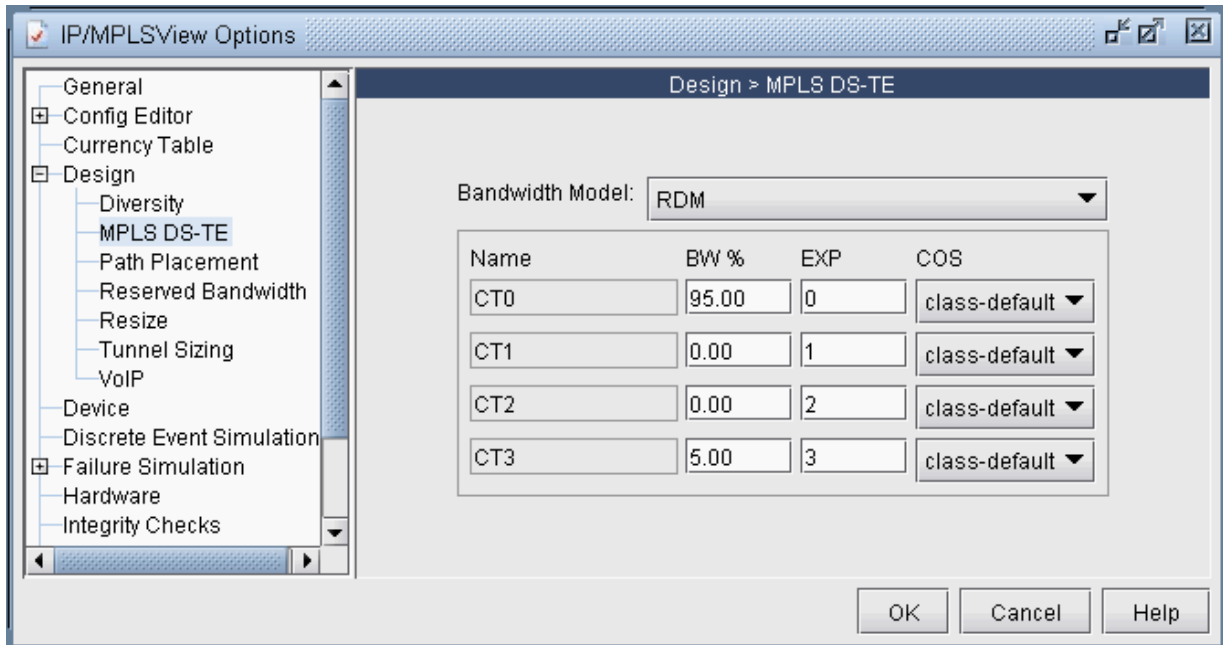 IP/MPLSView Options
General
Config Editor
Currency Table
Design
Diversity
MPLS DS-TE
Path Placement
Reserved Bandwidth
Resize
Tunnel Sizing
VoIP
Device
Discrete Event Simulation
Failure Simulation
Hardware
Integrity Checks
Design > MPLS DS-TE
Bandwidth Model: RDM
Name BW % EXP COS
CT0 95.00 0 class-default
CT1 0.00 1 class-default
CT2 0.00 2 class-default
CT3 5.00 3 class-default
OK Cancel Help